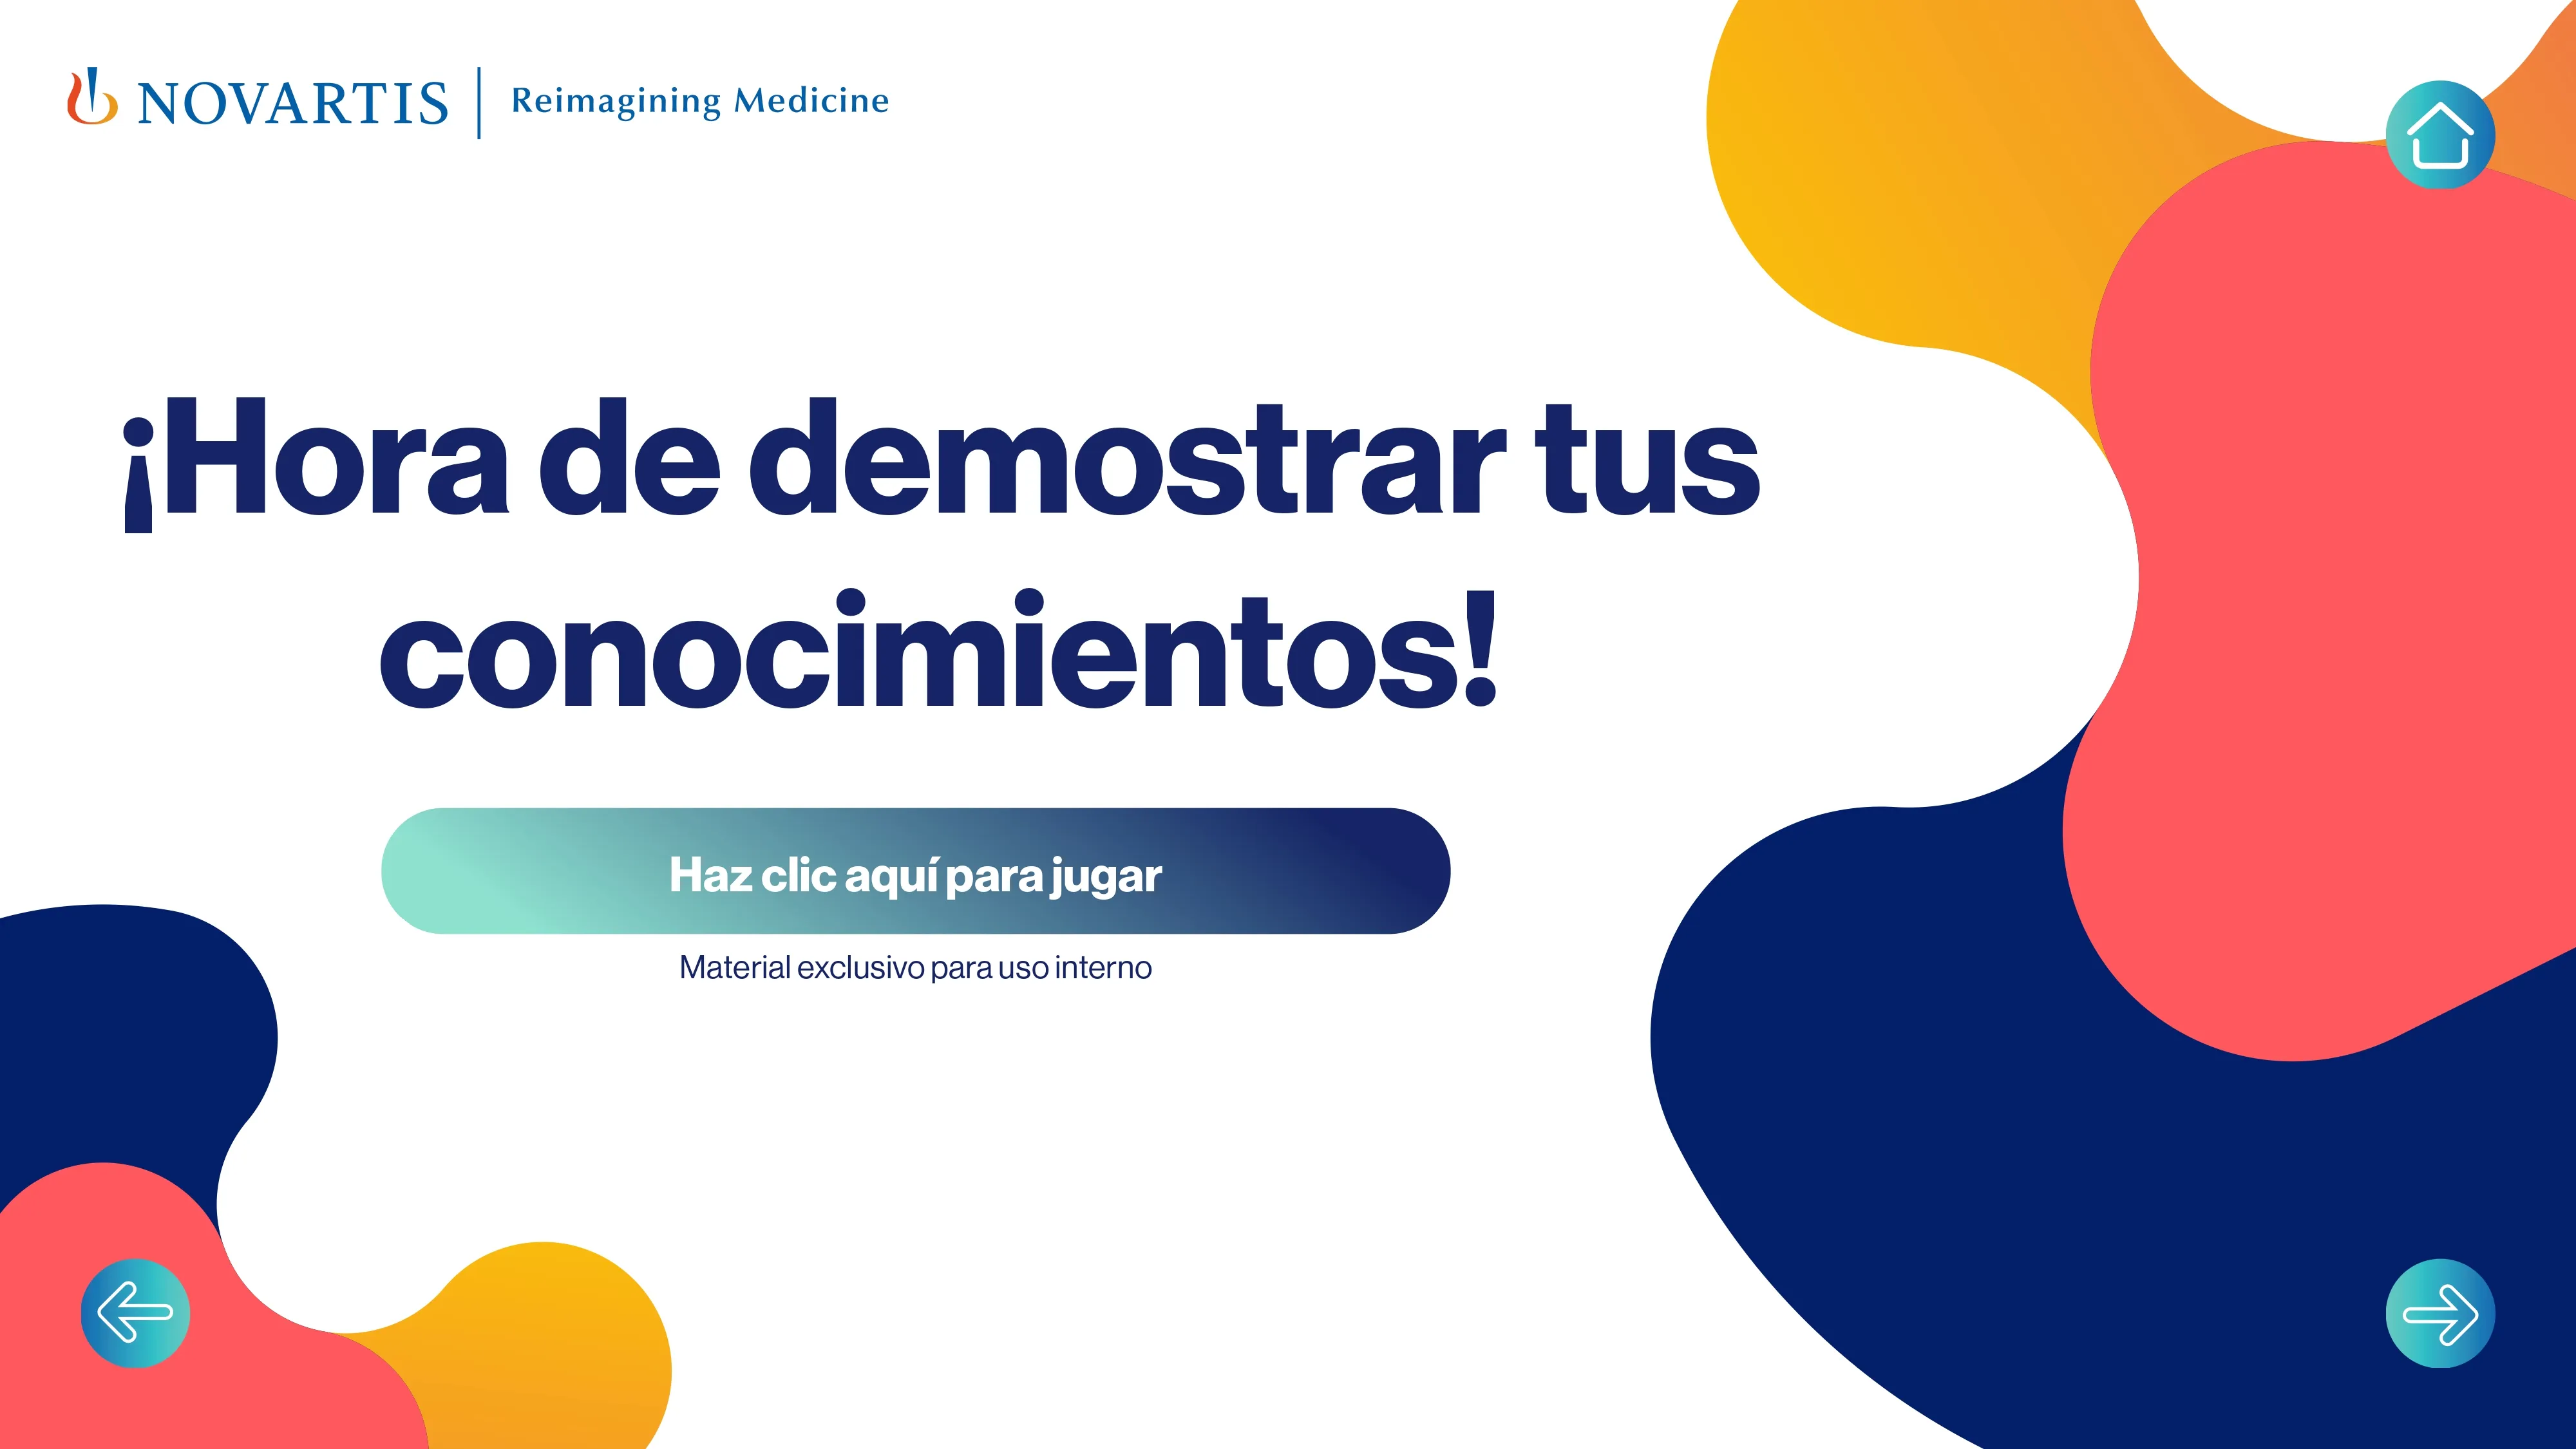 NOVARTIS | Reimagining Medicine
¡Hora de demostrar tus
conocimientos!
Haz clic aquí para jugar
Material exclusivo para uso interno